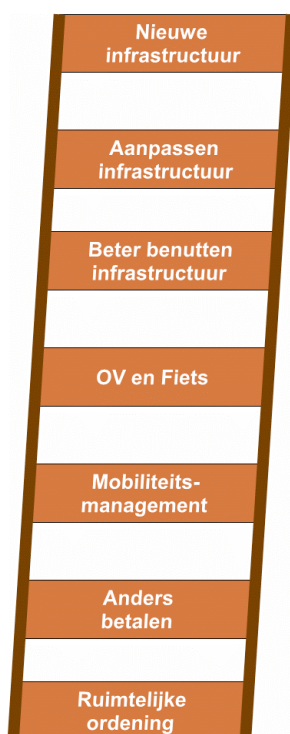 Nieuwe
infrastructuur
Aanpassen
infrastructuur
Beter benutten
infrastructuur
OV en Fiets
Mobiliteits-
management
Anders
betalen
Ruimtelijke
ordening